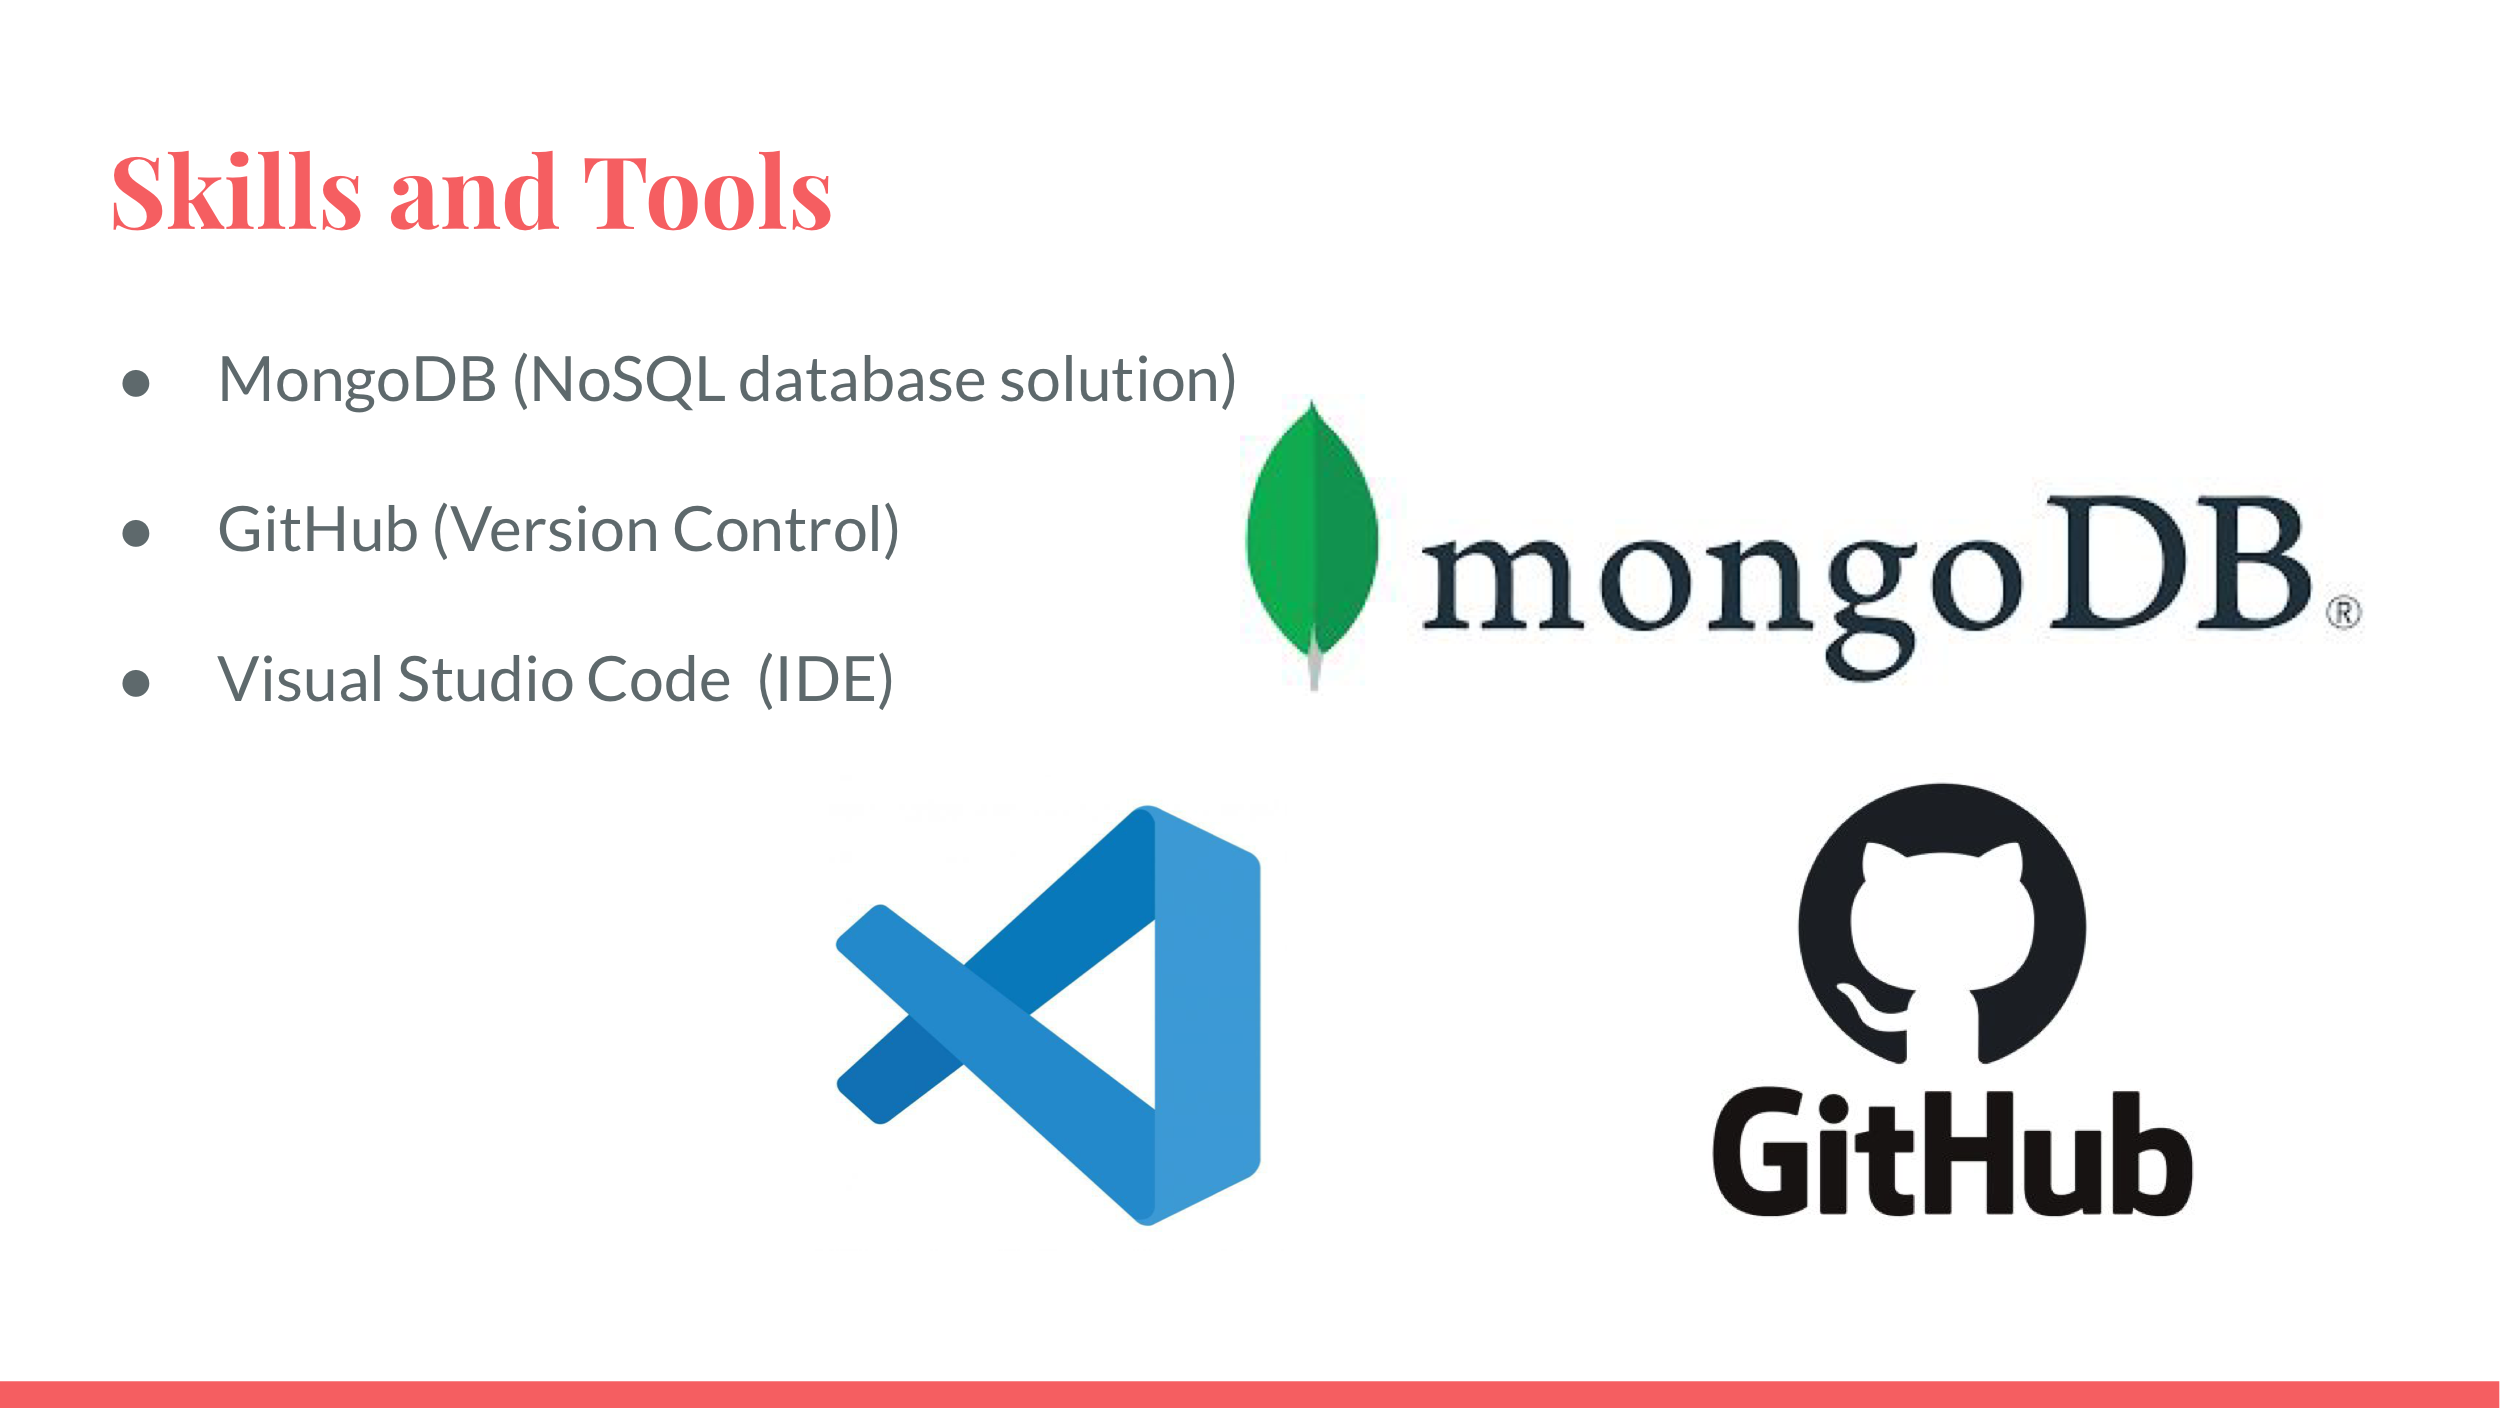 Skills and Tools
● MongoDB (NoSQL database solution)
● GitHub (Version Control)
● Visual Studio Code (IDE)
mongoDB®
GitHub